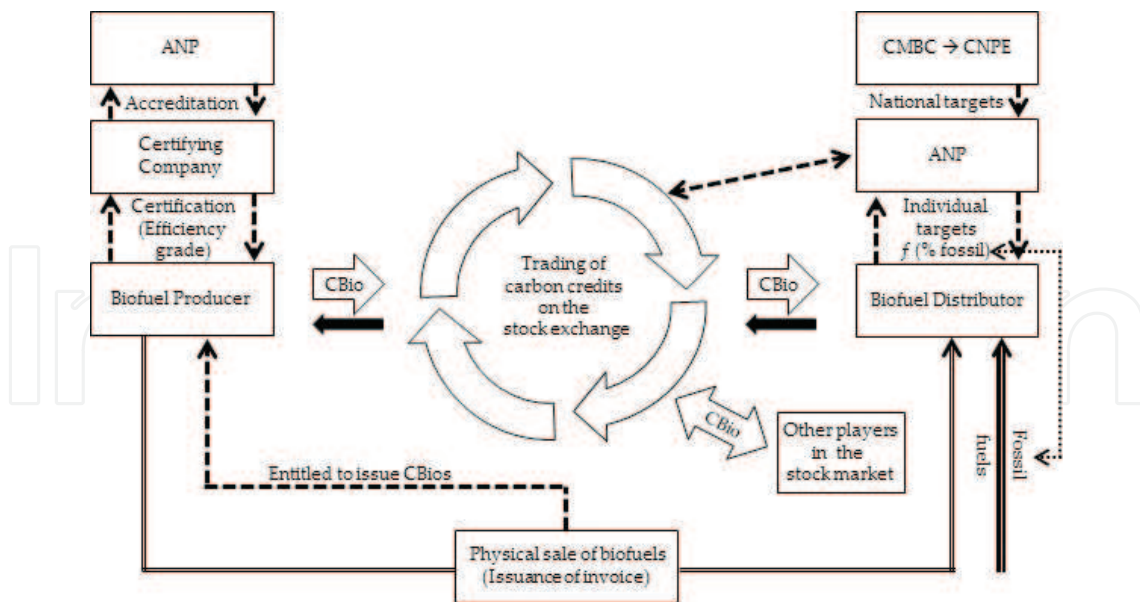 ANP
Accreditation
Certifying
Company
Certification
(Efficiency
grade)
Biofuel Producer
CBio
Trading of
carbon credits
on the
stock exchange
CBio
CMBC → CNPE
National targets
ANP
Individual
targets
ƒ (% fossil)
Biofuel Distributor
CBio
Other players
in the
stock market
Fossil
fuels
Entitled to issue CBios
Physical sale of biofuels
(Issuance of invoice)